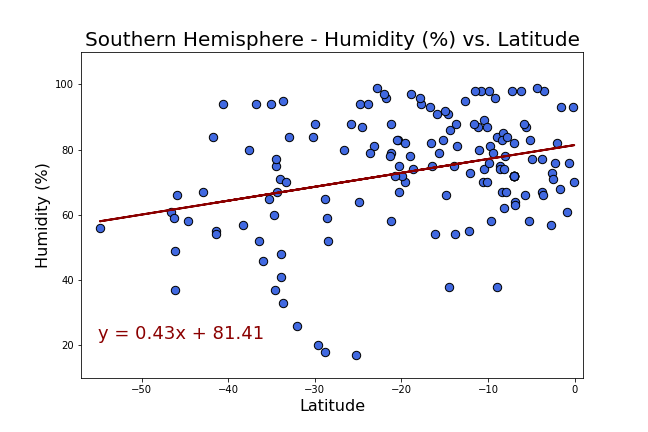 Southern Hemisphere - Humidity (%) vs. Latitude
Humidity (%)
100
80
60
40
20
y = 0.43x + 81.41
−50
−40
−30
−20
−10
0
Latitude